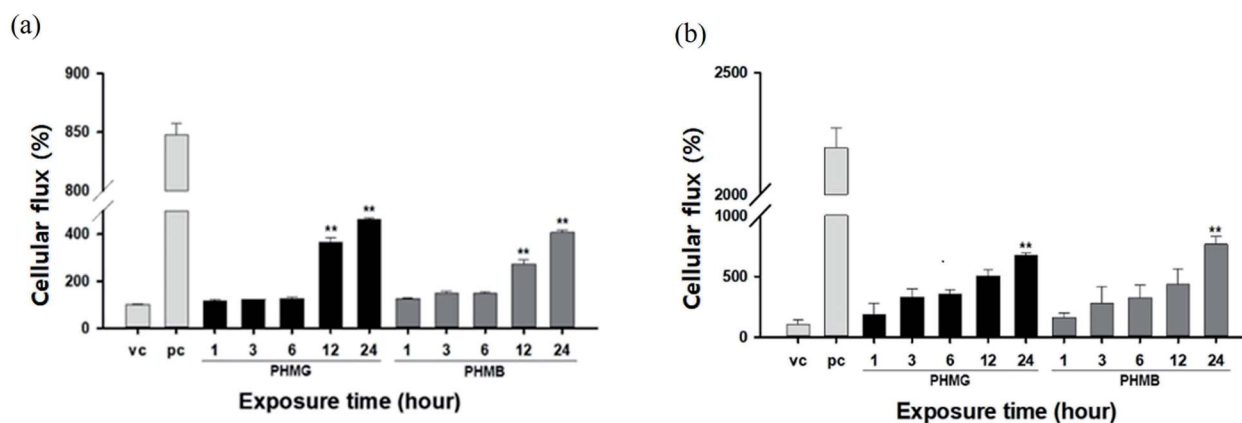 (a)
900
850
800
400
200
0
Cellular flux (%)
** ** ** **
vc pc 1 3 6 12 24 1 3 6 12 24
PHMG PHMB
Exposure time (hour)
(b)
2500
2000
1000
500
0
Cellular flux (%)
** **
vc pc 1 3 6 12 24 1 3 6 12 24
PHMG PHMB
Exposure time (hour)